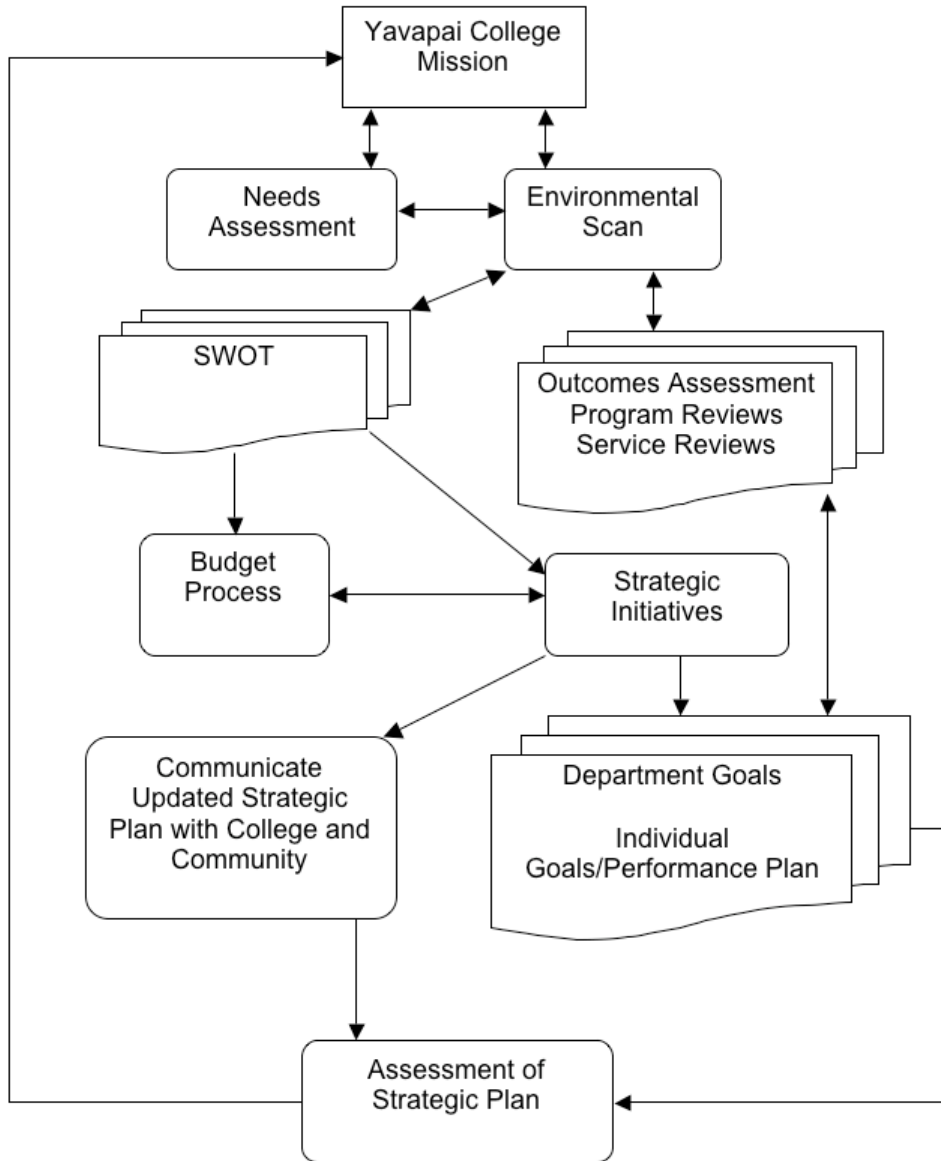 Yavapai College
Mission
Needs
Assessment
Environmental
Scan
SWOT
Outcomes Assessment
Program Reviews
Service Reviews
Budget
Process
Strategic
Initiatives
Communicate
Updated Strategic
Plan with College and
Community
Department Goals
Individual
Goals/Performance Plan
Assessment of
Strategic Plan